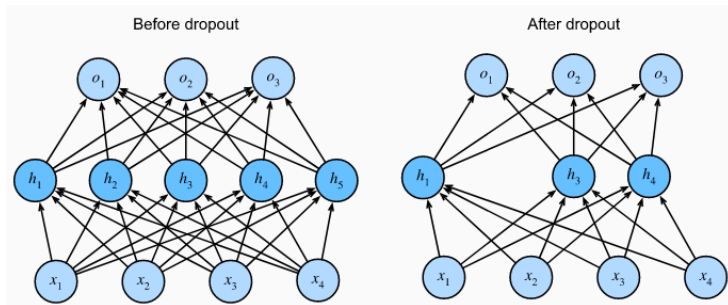 Before dropout After dropout
o1 o2 o3 o1 o2 o3
h1 h2 h3 h4 h5 h1 h3 h4
x1 x2 x3 x4 x1 x2 x3 x4